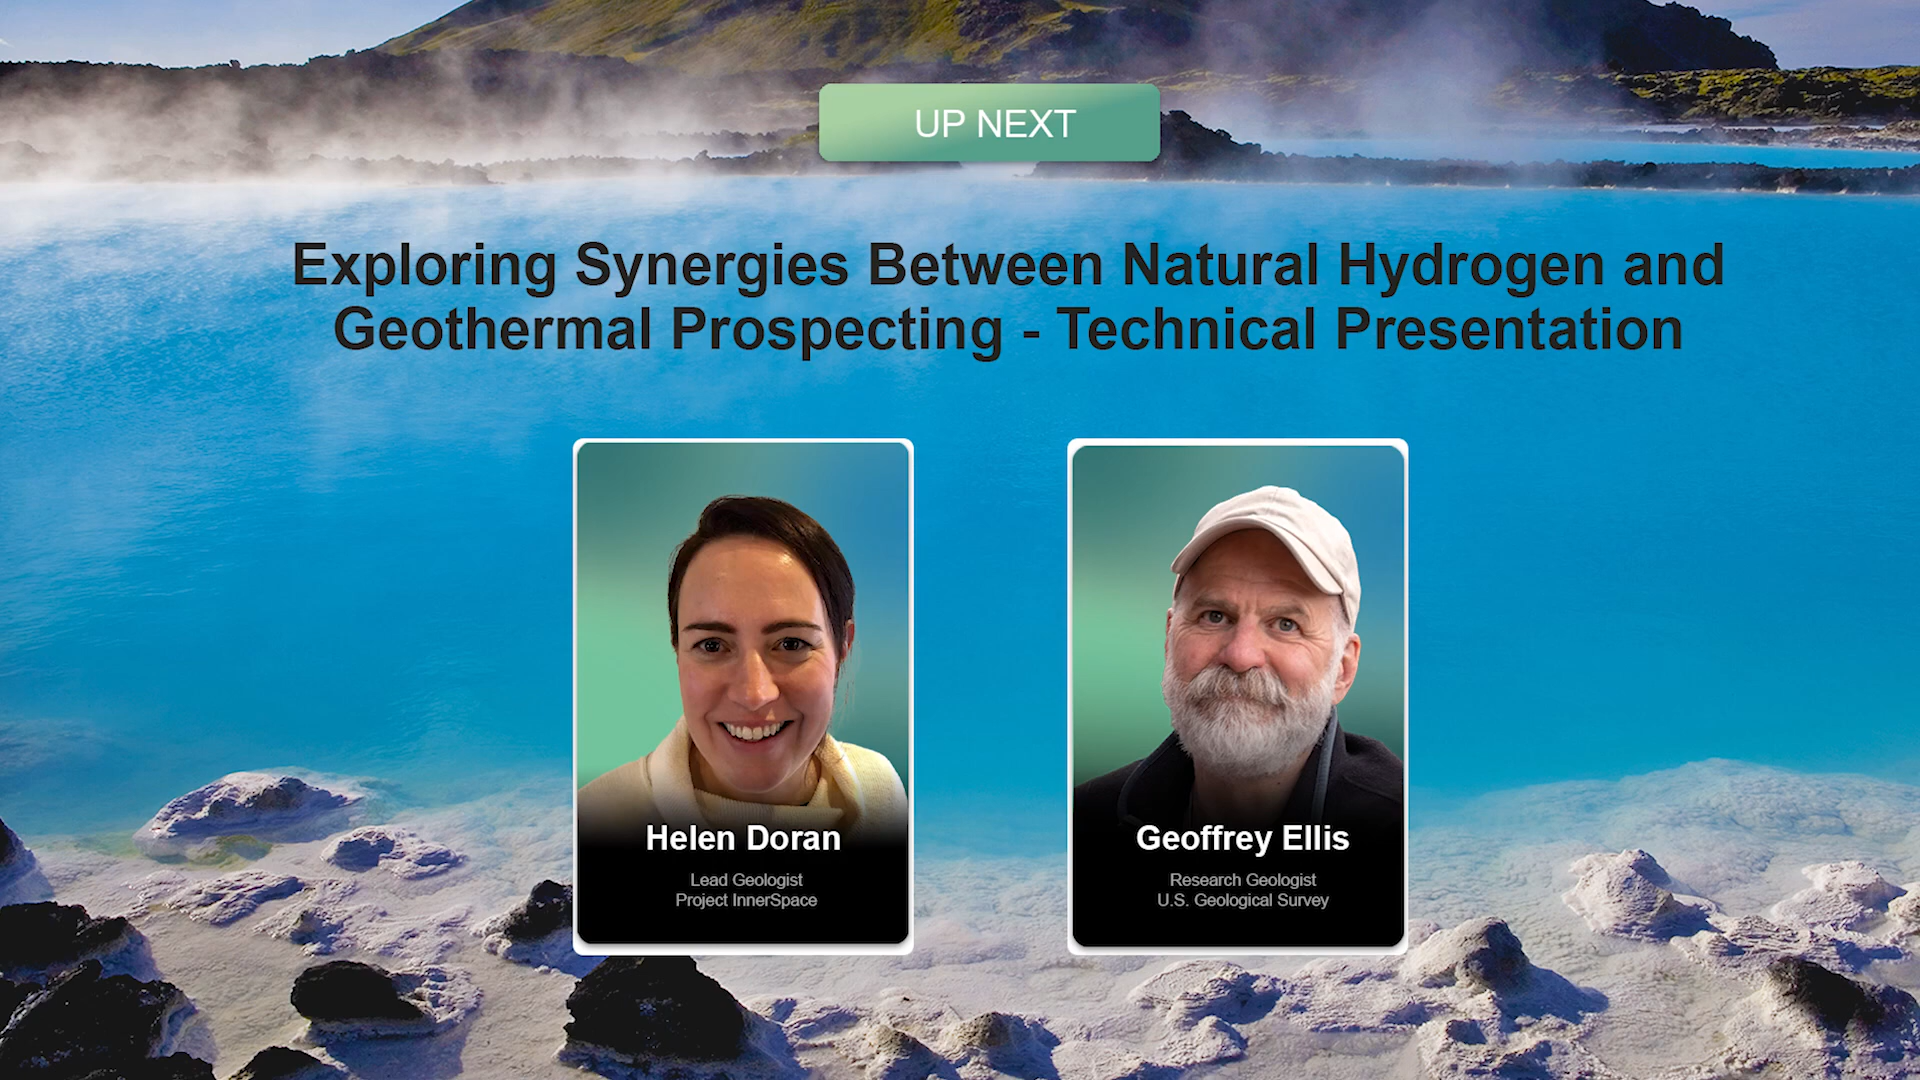 UP NEXT
Exploring Synergies Between Natural Hydrogen and
Geothermal Prospecting - Technical Presentation
Helen Doran
Lead Geologist
Project InnerSpace
Geoffrey Ellis
Research Geologist
U.S. Geological Survey